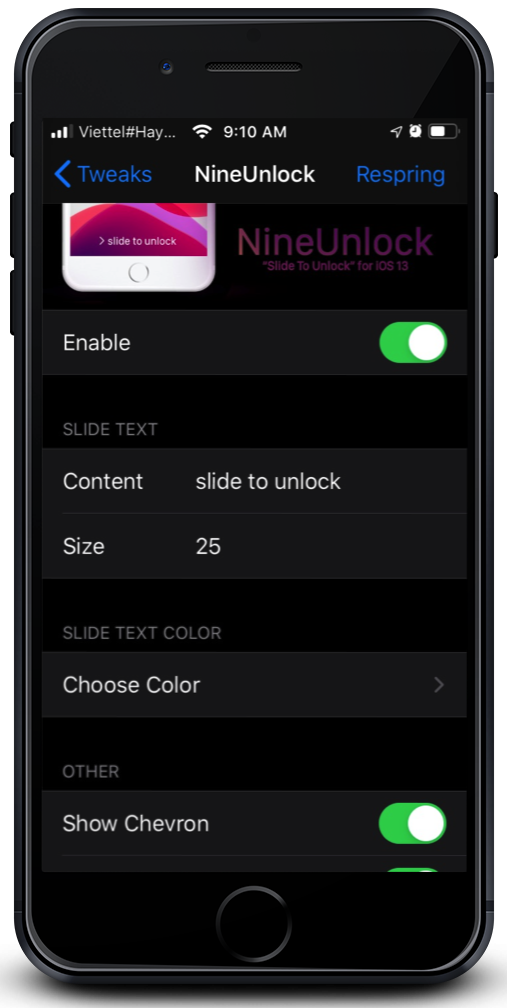 Viettel#Hay... 9:10 AM
Tweaks NineUnlock Respring
slide to unlock
NineUnlock
"Slide To Unlock" for iOS 13
Enable
SLIDE TEXT
Content slide to unlock
Size 25
SLIDE TEXT COLOR
Choose Color
OTHER
Show Chevron